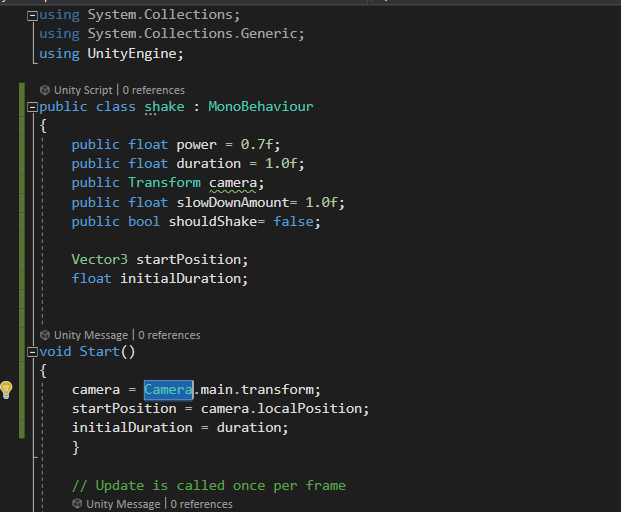 using System.Collections;
using System.Collections.Generic;
using UnityEngine;
Unity Script | 0 references
public class shake : MonoBehaviour
{
public float power = 0.7f;
public float duration = 1.0f;
public Transform camera;
public float slowDownAmount= 1.0f;
public bool shouldShake= false;
Vector3 startPosition;
float initialDuration;
Unity Message | 0 references
void Start()
{
camera = Camera.main.transform;
startPosition = camera.localPosition;
initialDuration = duration;
}
// Update is called once per frame
Unity Message | 0 references